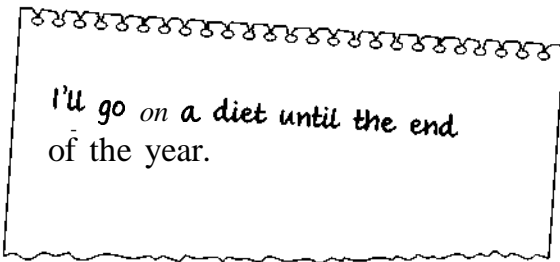 I'll go on a diet until the end
of the year.